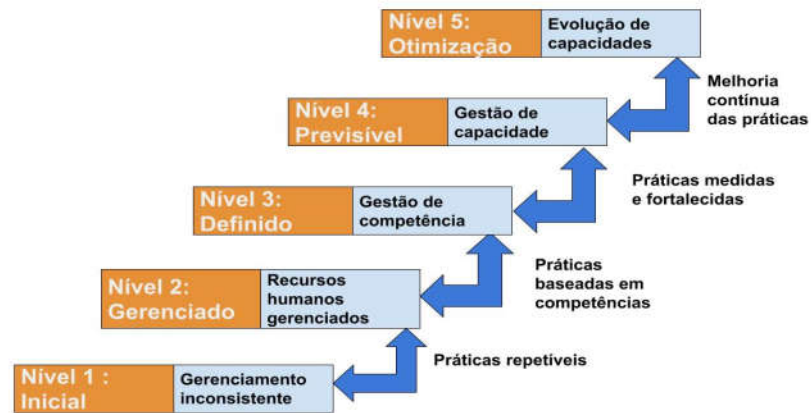 Nível 5:
Otimização
Evolução de
capacidades
Melhoria
contínua
das práticas
Nível 4:
Previsível
Gestão de
capacidade
Práticas medidas
e fortalecidas
Nível 3:
Definido
Gestão de
competência
Práticas
baseadas em
competências
Nível 2:
Gerenciado
Recursos
humanos
gerenciados
Práticas repetíveis
Nível 1 :
Inicial
Gerenciamento
inconsistente